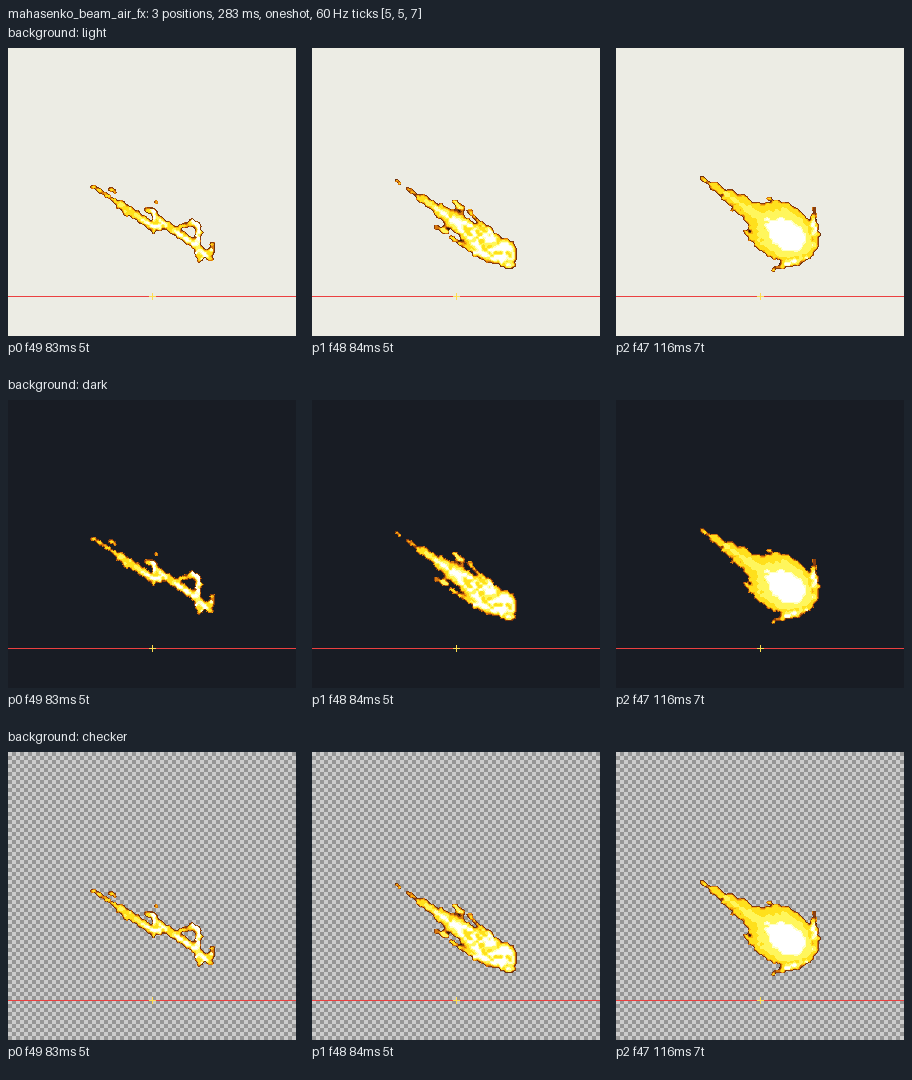 mahasenko_beam_air_fx: 3 positions, 283 ms, oneshot, 60 Hz ticks [5, 5, 7]
background: light
p0 f49 83ms 5t
p1 f48 84ms 5t
p2 f47 116ms 7t
background: dark
p0 f49 83ms 5t
p1 f48 84ms 5t
p2 f47 116ms 7t
background: checker
p0 f49 83ms 5t
p1 f48 84ms 5t
p2 f47 116ms 7t